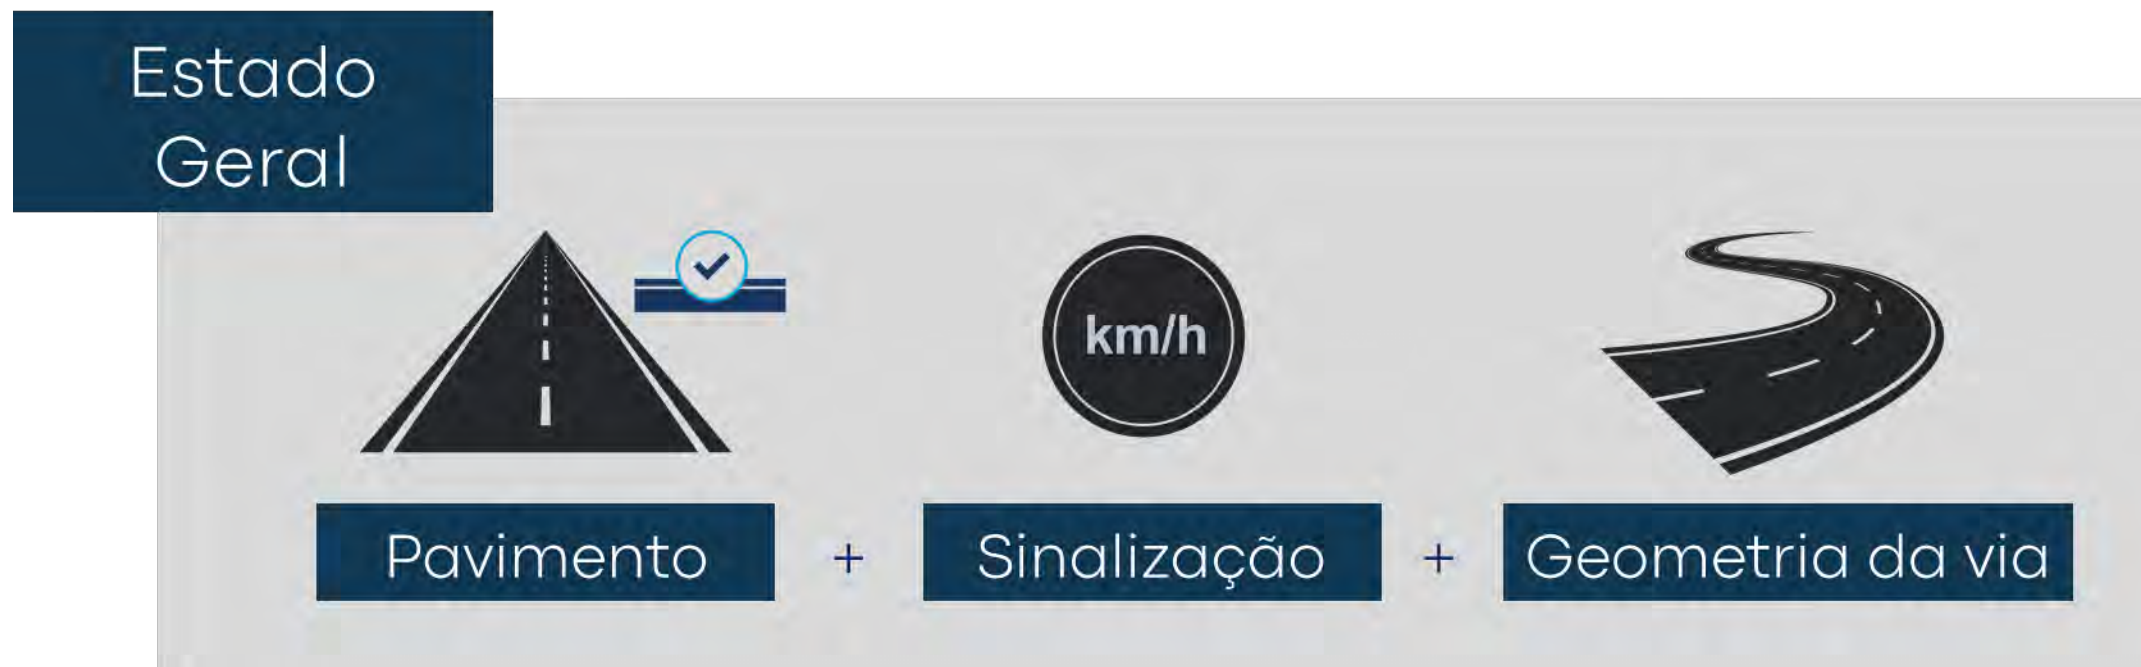 Estado
Geral
km/h
Pavimento + Sinalização + Geometria da via